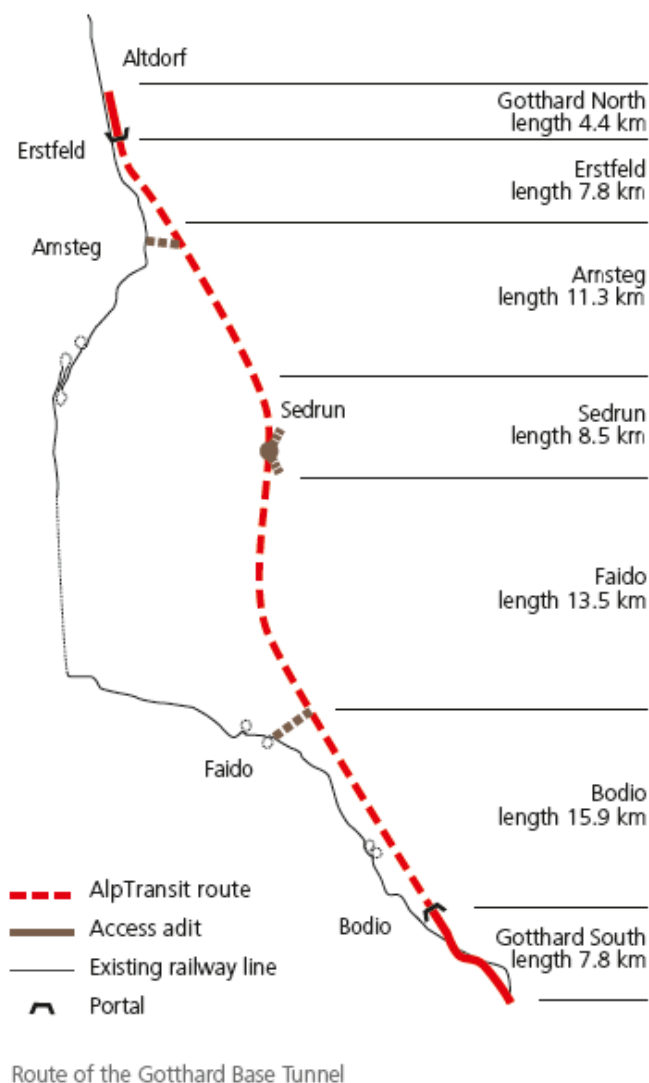 Altdorf
Gotthard North
length 4.4 km
Erstfeld
Erstfeld
length 7.8 km
Amsteg
Amsteg
length 11.3 km
Sedrun
Sedrun
length 8.5 km
Faido
length 13.5 km
Faido
Bodio
length 15.9 km
AlpTransit route
Bodio
Access adit
Gotthard South
length 7.8 km
Existing railway line
Portal
Route of the Gotthard Base Tunnel